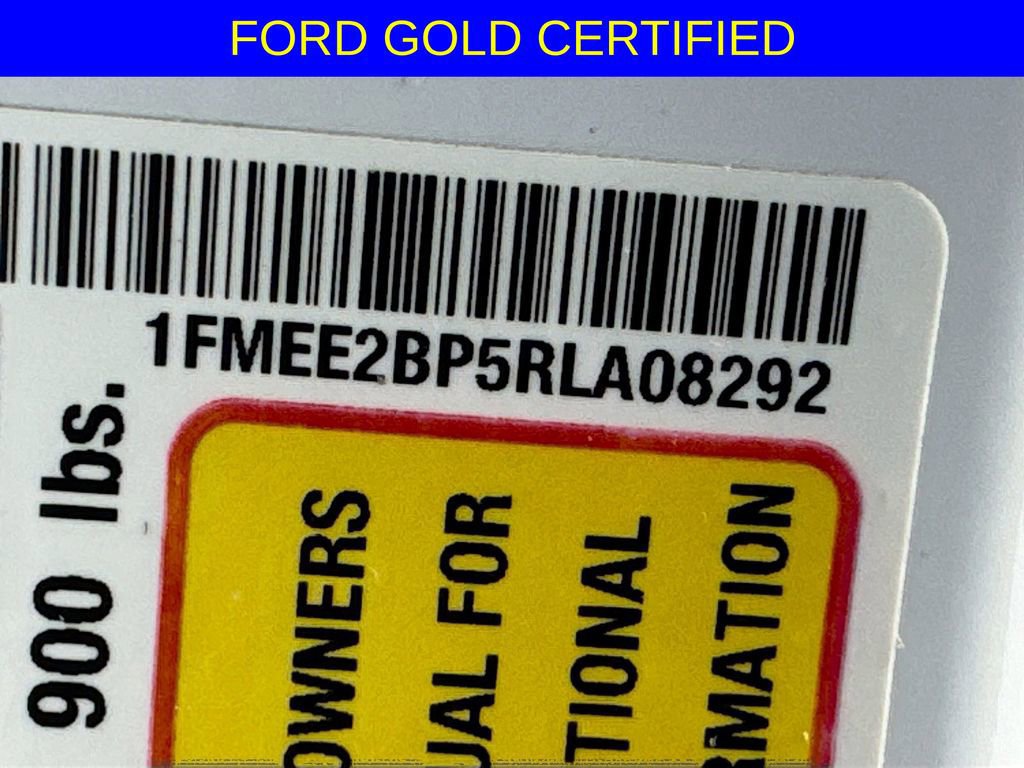 FORD GOLD CERTIFIED
1FMEE2BP5RLA08292
900 lbs.
OWNERS
UAL FOR
TIONAL
RMATION